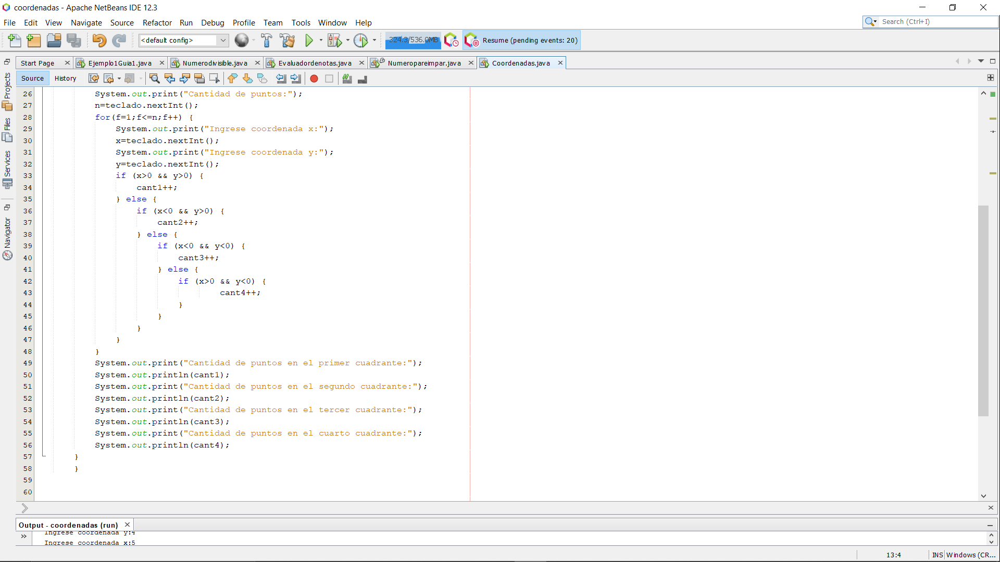 coordenadas - Apache NetBeans IDE 12.3
File Edit View Navigate Source Refactor Run Debug Profile Team Tools Window Help
Search (Ctrl+I)
<default config>
324.3/536.0MB
Resume (pending events: 20)
Start Page
Ejemplo1Guia1.java
Numerodivisible.java
Evaluadordenotas.java
Numeropareimpar.java
Coordenadas.java
Source History
Projects
Files
Services
Navigator
26 System.out.print("Cantidad de puntos:");
27 n=teclado.nextInt();
28 for(f=1;f<=n;f++) {
29 System.out.print("Ingrese coordenada x:");
30 x=teclado.nextInt();
31 System.out.print("Ingrese coordenada y:");
32 y=teclado.nextInt();
33 if (x>0 && y>0) {
34 cant1++;
35 } else {
36 if (x<0 && y>0) {
37 cant2++;
38 } else {
39 if (x<0 && y<0) {
40 cant3++;
41 } else {
42 if (x>0 && y<0) {
43 cant4++;
44 }
45 }
46 }
47 }
48 }
49 System.out.print("Cantidad de puntos en el primer cuadrante:");
50 System.out.println(cant1);
51 System.out.print("Cantidad de puntos en el segundo cuadrante:");
52 System.out.println(cant2);
53 System.out.print("Cantidad de puntos en el tercer cuadrante:");
54 System.out.println(cant3);
55 System.out.print("Cantidad de puntos en el cuarto cuadrante:");
56 System.out.println(cant4);
57 }
58 }
59
60
Output - coordenadas (run)
Ingrese coordenada y:4
Ingrese coordenada x:5
13:4 INS Windows (CR...